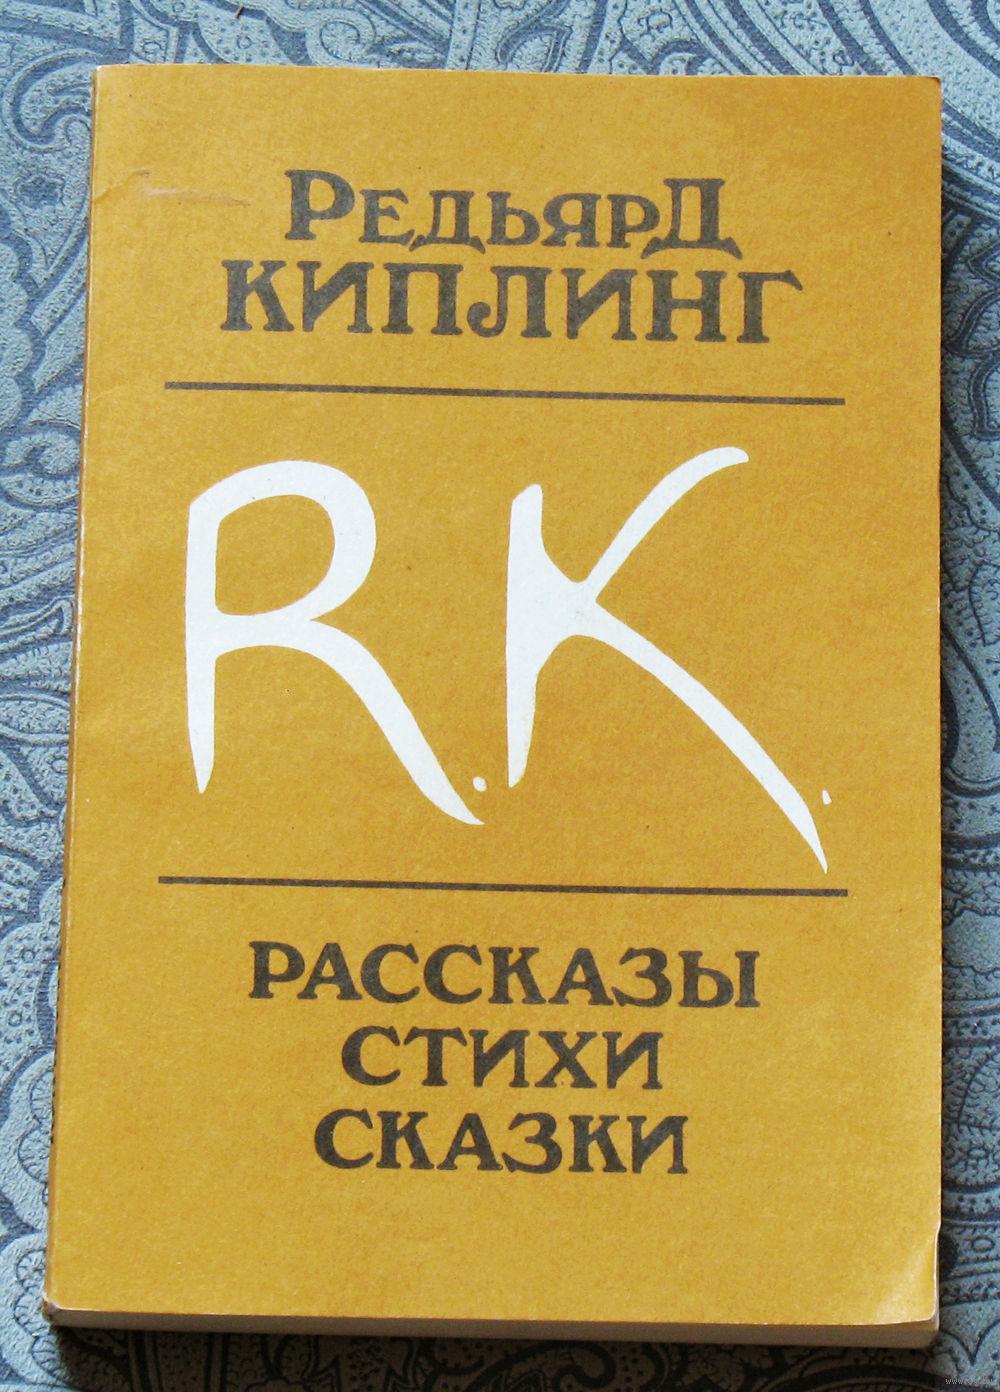 Редьярд
Киплинг
R.K.
Рассказы
стихи
сказки